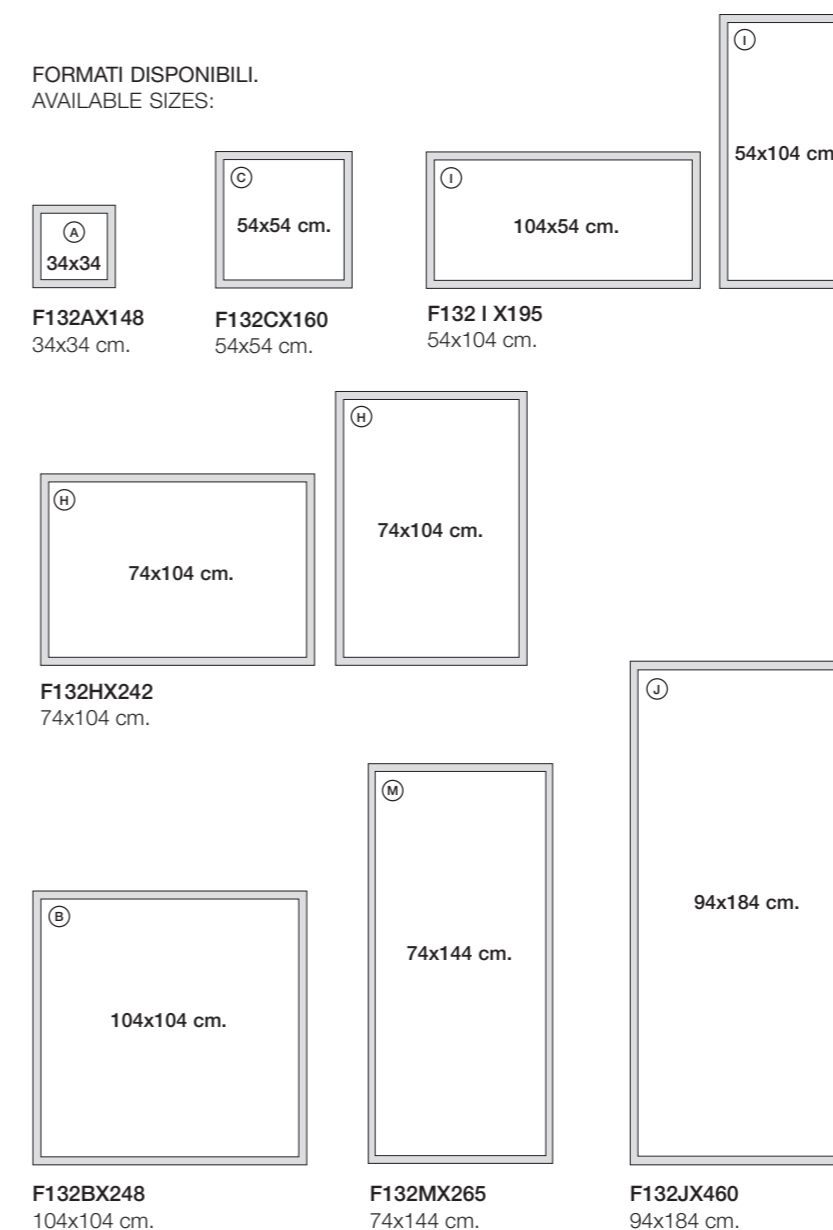 FORMATI DISPONIBILI.
AVAILABLE SIZES:
A
34x34
C
54x54 cm.
I
104x54 cm.
I
54x104 cm
F132AX148
34x34 cm.
F132CX160
54x54 cm.
F132 I X195
54x104 cm.
H
74x104 cm.
H
74x104 cm.
F132HX242
74x104 cm.
B
104x104 cm.
M
74x144 cm.
J
94x184 cm.
F132BX248
104x104 cm.
F132MX265
74x144 cm.
F132JX460
94x184 cm.